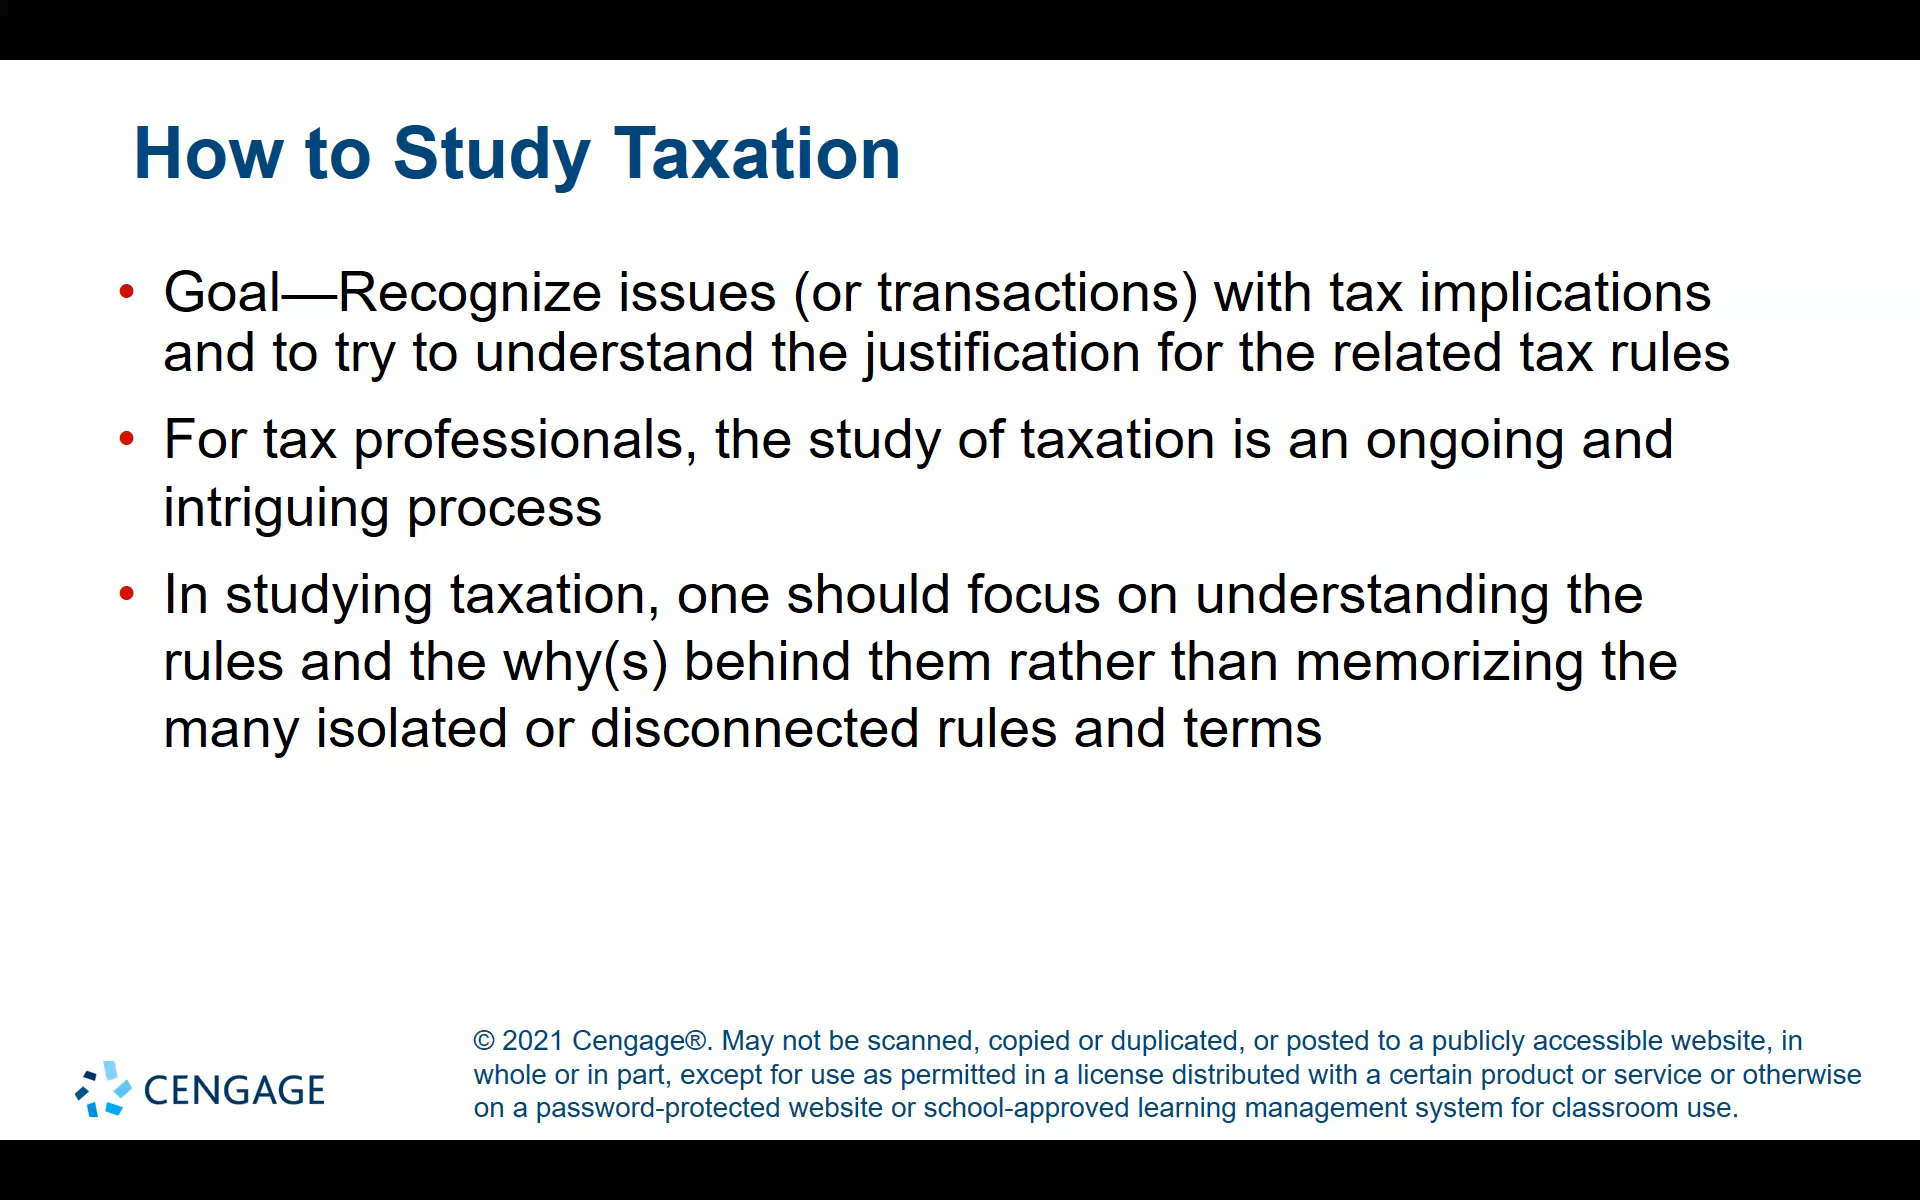 How to Study Taxation
• Goal—Recognize issues (or transactions) with tax implications
and to try to understand the justification for the related tax rules
• For tax professionals, the study of taxation is an ongoing and
intriguing process
• In studying taxation, one should focus on understanding the
rules and the why(s) behind them rather than memorizing the
many isolated or disconnected rules and terms
CENGAGE
© 2021 Cengage®. May not be scanned, copied or duplicated, or posted to a publicly accessible website, in
whole or in part, except for use as permitted in a license distributed with a certain product or service or otherwise
on a password-protected website or school-approved learning management system for classroom use.